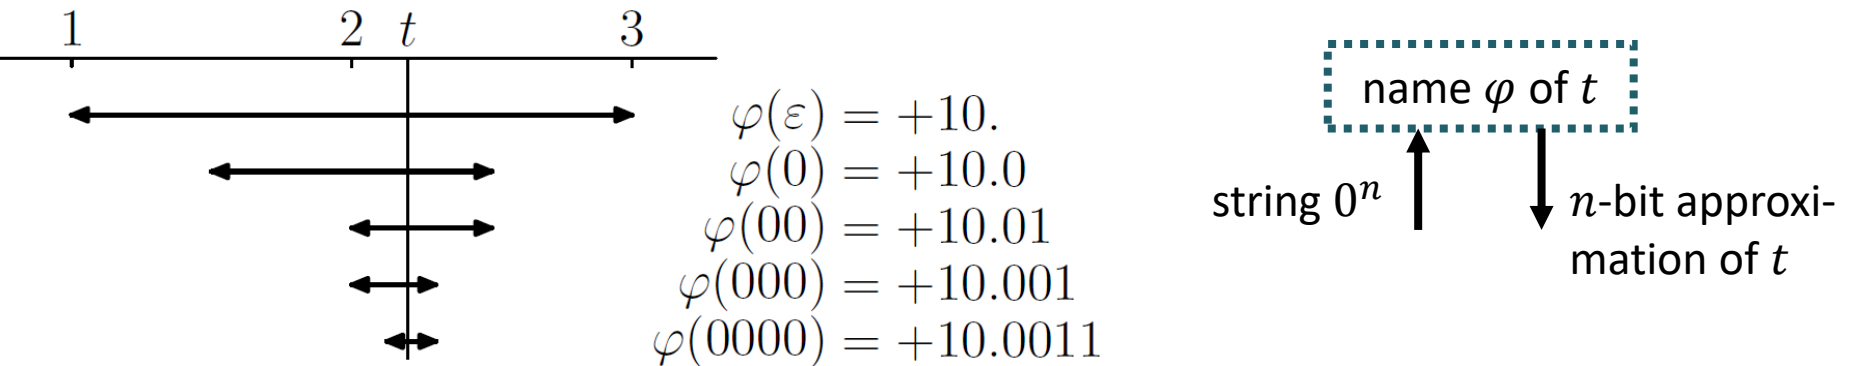 1 2 t 3
φ(ε) = +10.
φ(0) = +10.0
φ(00) = +10.01
φ(000) = +10.001
φ(0000) = +10.0011
name φ of t
string 0ⁿ
n-bit approxi-
mation of t